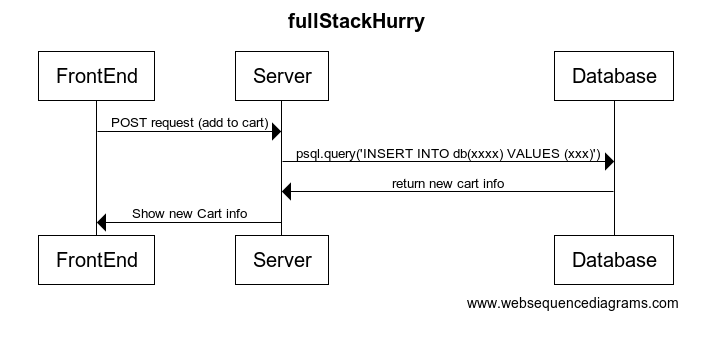 fullStackHurry
FrontEnd
Server
Database
POST request (add to cart)
psql.query('INSERT INTO db(xxxx) VALUES (xxx)')
return new cart info
Show new Cart info
FrontEnd
Server
Database
www.websequencediagrams.com